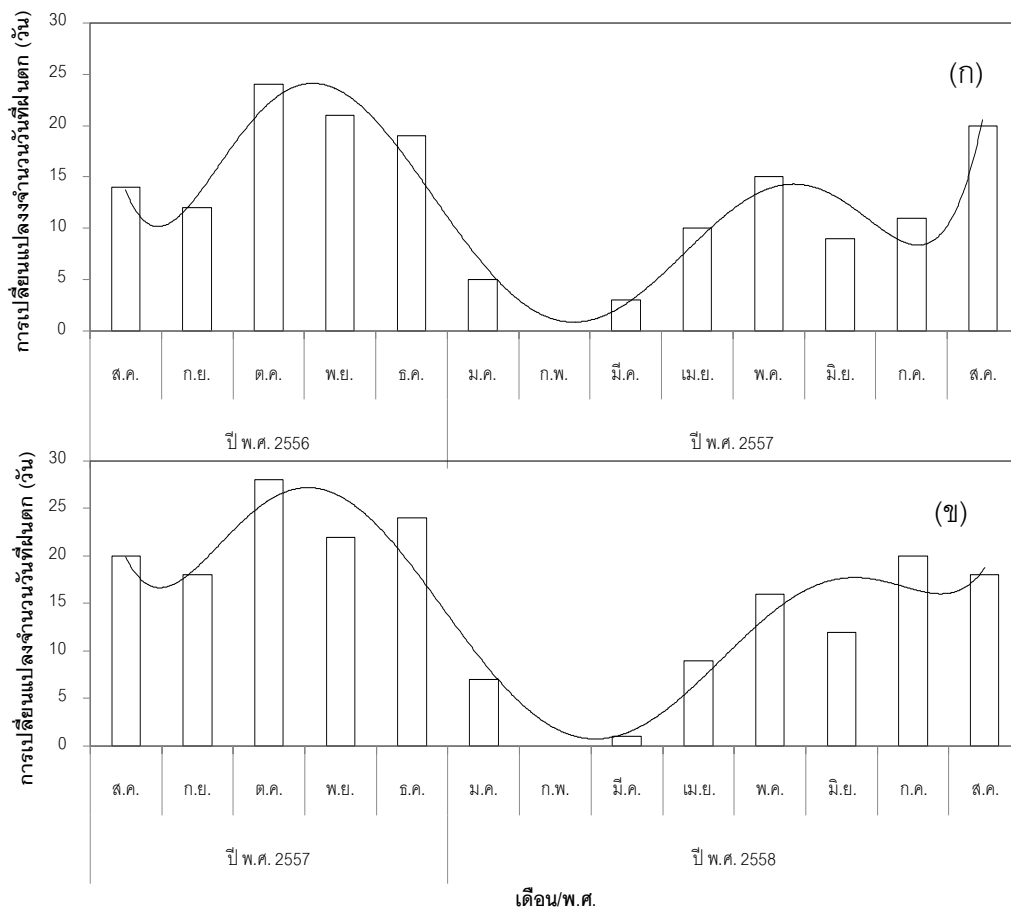 การเปลี่ยนแปลงงจำนวนวันที่ฝนตก (วัน)
30
25
20
15
10
5
0
(ก)
ส.ค. ก.ย. ต.ค. พ.ย. ธ.ค. ม.ค. ก.พ. มี.ค. เม.ย. พ.ค. มิ.ย. ก.ค. ส.ค.
ปี พ.ศ. 2556 ปี พ.ศ. 2557
การเปลี่ยนแปลงจำนวนวันที่ฝนตก (วัน)
30
25
20
15
10
5
0
(ข)
ส.ค. ก.ย. ต.ค. พ.ย. ธ.ค. ม.ค. ก.พ. มี.ค. เม.ย. พ.ค. มิ.ย. ก.ค. ส.ค.
ปี พ.ศ. 2557 ปี พ.ศ. 2558
เดือน/พ.ศ.